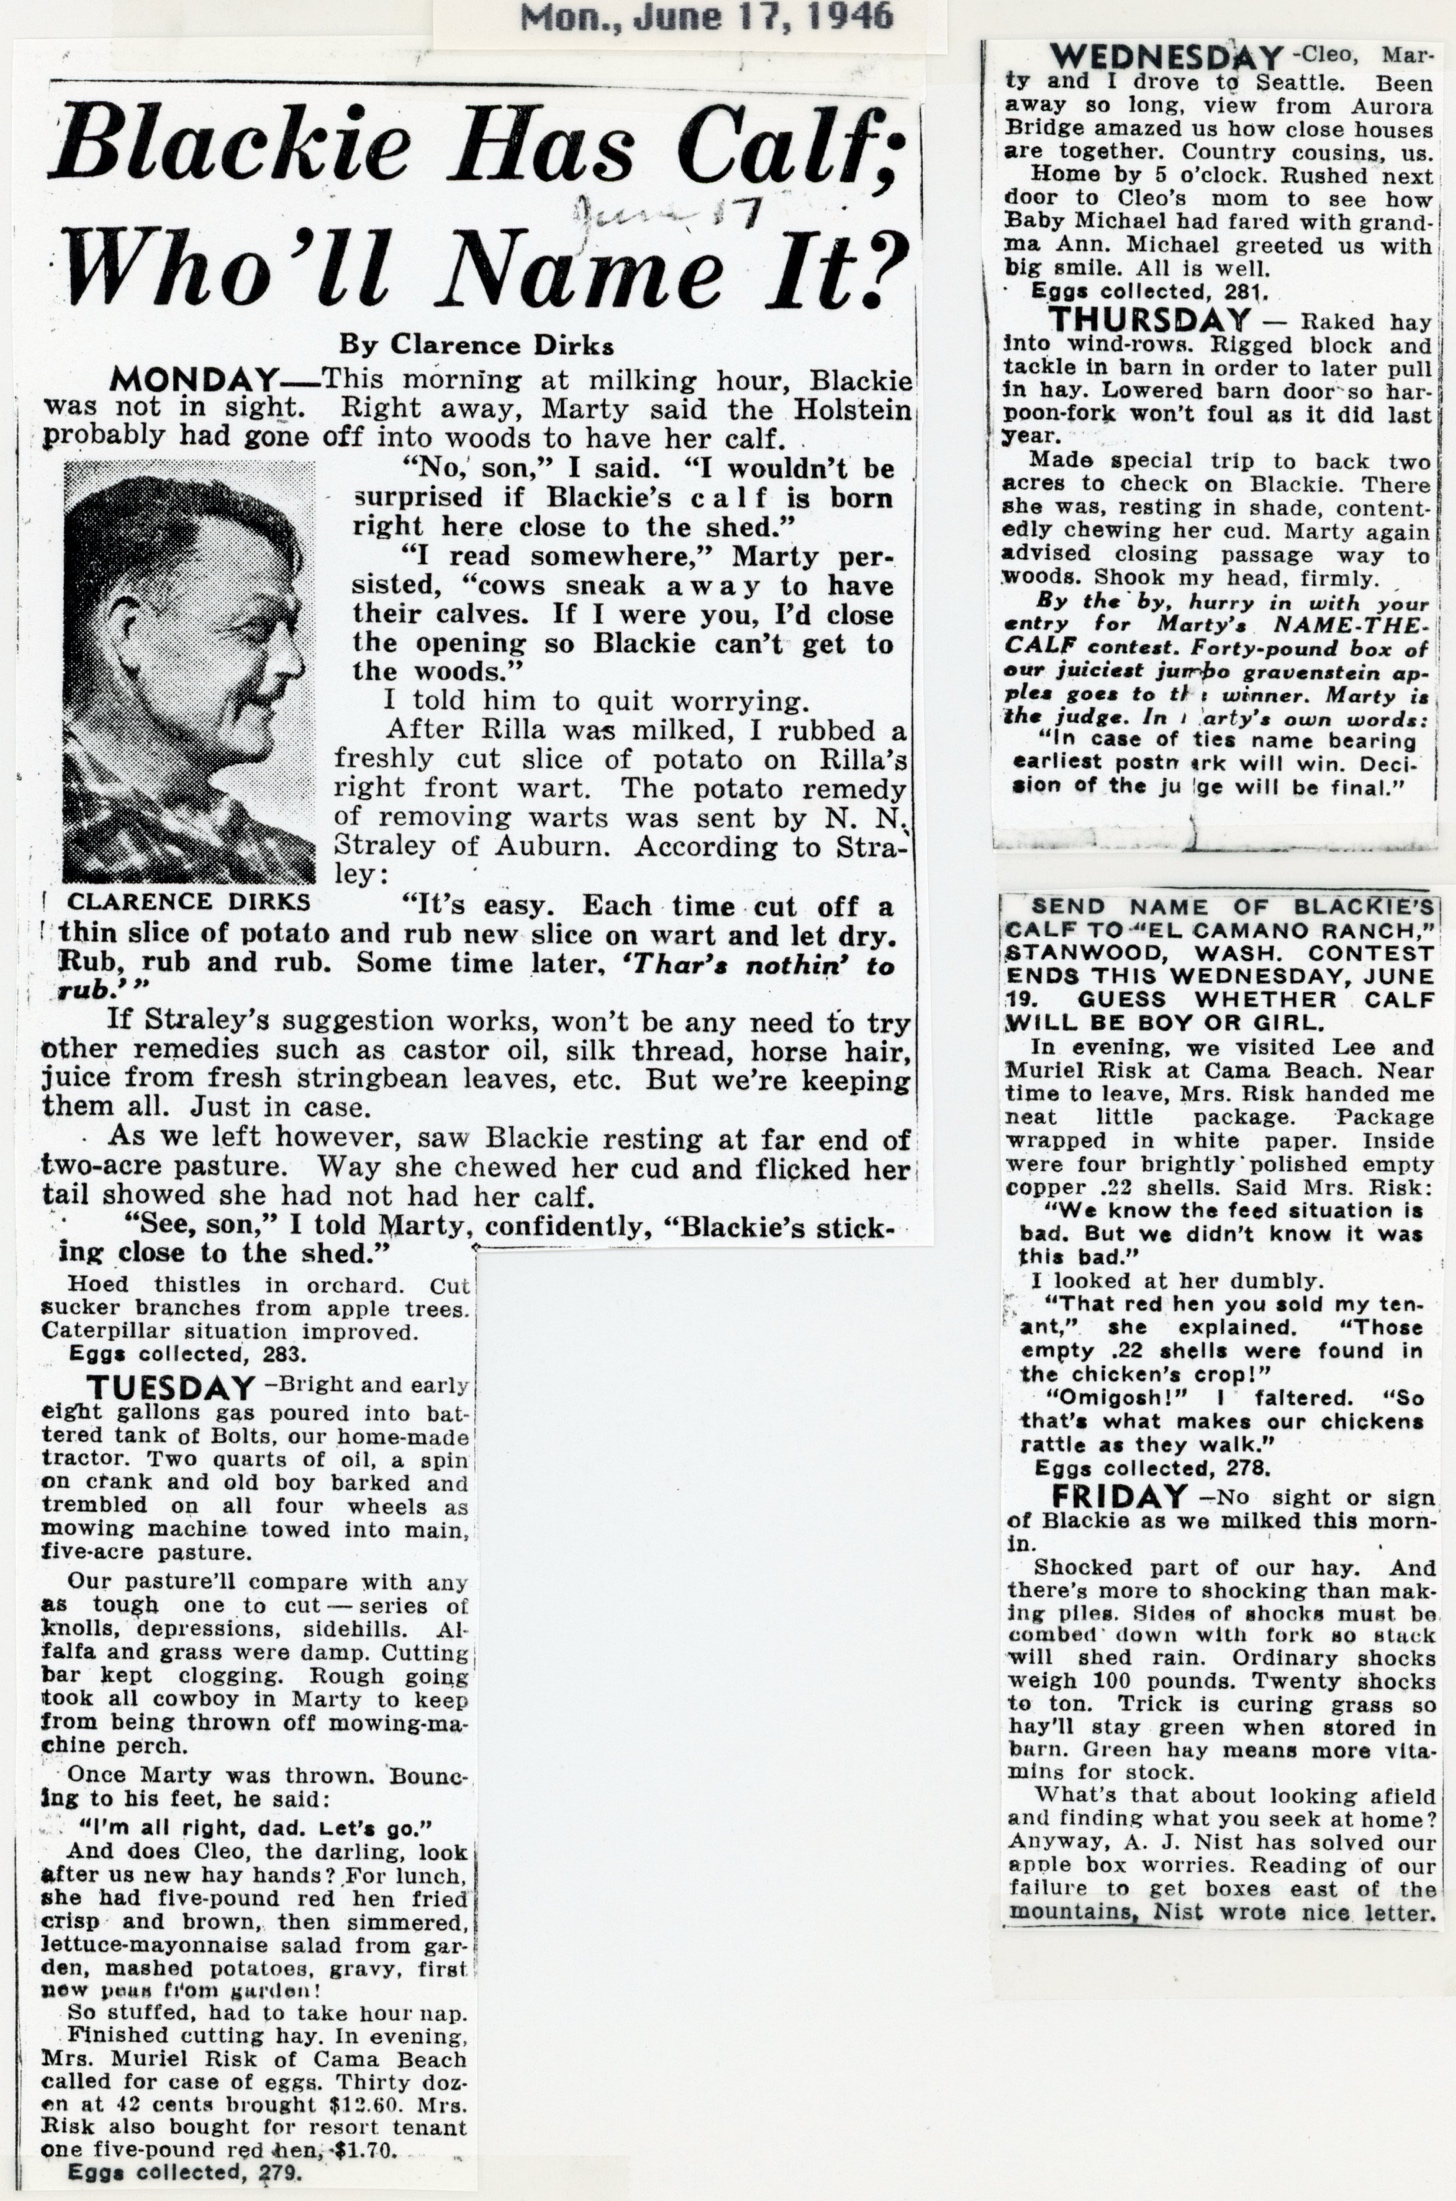 Mon., June 17, 1946
Blackie Has Calf;
June 17
Who'll Name It?
By Clarence Dirks
MONDAY—This morning at milking hour, Blackie
was not in sight. Right away, Marty said the Holstein
probably had gone off into woods to have her calf.
"No, son," I said. "I wouldn't be
surprised if Blackie's calf is born
right here close to the shed."
"I read somewhere," Marty per-
sisted, "cows sneak away to have
their calves. If I were you, I'd close
the opening so Blackie can't get to
the woods."
I told him to quit worrying.
After Rilla was milked, I rubbed a
freshly cut slice of potato on Rilla's
right front wart. The potato remedy
of removing warts was sent by N. N.
Straley of Auburn. According to Stra-
ley:
CLARENCE DIRKS
"It's easy. Each time cut off a
thin slice of potato and rub new slice on wart and let dry.
Rub, rub and rub. Some time later, 'Thar's nothin' to
rub.'"
If Straley's suggestion works, won't be any need to try
other remedies such as castor oil, silk thread, horse hair,
juice from fresh stringbean leaves, etc. But we're keeping
them all. Just in case.
As we left however, saw Blackie resting at far end of
two-acre pasture. Way she chewed her cud and flicked her
tail showed she had not had her calf.
"See, son," I told Marty, confidently, "Blackie's stick-
ing close to the shed."
Hoed thistles in orchard. Cut
sucker branches from apple trees.
Caterpillar situation improved.
Eggs collected, 283.
TUESDAY -Bright and early
eight gallons gas poured into bat-
tered tank of Bolts, our home-made
tractor. Two quarts of oil, a spin
on crank and old boy barked and
trembled on all four wheels as
mowing machine towed into main,
five-acre pasture.
Our pasture'll compare with any
as tough one to cut — series of
knolls, depressions, sidehills. Al-
falfa and grass were damp. Cutting
bar kept clogging. Rough going
took all cowboy in Marty to keep
from being thrown off mowing-ma-
chine perch.
Once Marty was thrown. Bounc-
ing to his feet, he said:
"I'm all right, dad. Let's go."
And does Cleo, the darling, look
after us new hay hands? For lunch,
she had five-pound red hen fried
crisp and brown, then simmered,
lettuce-mayonnaise salad from gar-
den, mashed potatoes, gravy, first
new peas from garden!
So stuffed, had to take hour nap.
Finished cutting hay. In evening,
Mrs. Muriel Risk of Cama Beach
called for case of eggs. Thirty doz-
en at 42 cents brought $12.60. Mrs.
Risk also bought for resort tenant
one five-pound red hen, $1.70.
Eggs collected, 279.
WEDNESDAY -Cleo, Mar-
ty and I drove to Seattle. Been
away so long, view from Aurora
Bridge amazed us how close houses
are together. Country cousins, us.
Home by 5 o'clock. Rushed next
door to Cleo's mom to see how
Baby Michael had fared with grand-
ma Ann. Michael greeted us with
big smile. All is well.
Eggs collected, 281.
THURSDAY — Raked hay
into wind-rows. Rigged block and
tackle in barn in order to later pull
in hay. Lowered barn door so har-
poon-fork won't foul as it did last
year.
Made special trip to back two
acres to check on Blackie. There
she was, resting in shade, content-
edly chewing her cud. Marty again
advised closing passage way to
woods. Shook my head, firmly.
By the by, hurry in with your
entry for Marty's NAME-THE-
CALF contest. Forty-pound box of
our juiciest jumbo gravenstein ap-
ples goes to the winner. Marty is
the judge. In Marty's own words:
"In case of ties name bearing
earliest postmark will win. Deci-
sion of the judge will be final."
SEND NAME OF BLACKIE'S
CALF TO "EL CAMANO RANCH,"
STANWOOD, WASH. CONTEST
ENDS THIS WEDNESDAY, JUNE
19. GUESS WHETHER CALF
WILL BE BOY OR GIRL.
In evening, we visited Lee and
Muriel Risk at Cama Beach. Near
time to leave, Mrs. Risk handed me
neat little package. Package
wrapped in white paper. Inside
were four brightly polished empty
copper .22 shells. Said Mrs. Risk:
"We know the feed situation is
bad. But we didn't know it was
this bad."
I looked at her dumbly.
"That red hen you sold my ten-
ant," she explained. "Those
empty .22 shells were found in
the chicken's crop!"
"Omigosh!" I faltered. "So
that's what makes our chickens
rattle as they walk."
Eggs collected, 278.
FRIDAY —No sight or sign
of Blackie as we milked this morn-
in.
Shocked part of our hay. And
there's more to shocking than mak-
ing piles. Sides of shocks must be
combed down with fork so stack
will shed rain. Ordinary shocks
weigh 100 pounds. Twenty shocks
to ton. Trick is curing grass so
hay'll stay green when stored in
barn. Green hay means more vita-
mins for stock.
What's that about looking afield
and finding what you seek at home?
Anyway, A. J. Nist has solved our
apple box worries. Reading of our
failure to get boxes east of the
mountains, Nist wrote nice letter.